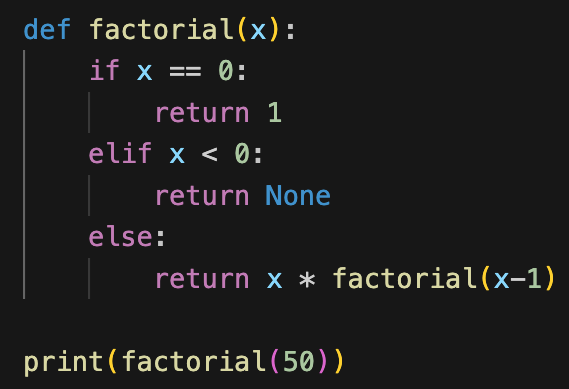 def factorial(x):
    if x == 0:
        return 1
    elif x < 0:
        return None
    else:
        return x * factorial(x-1)

print(factorial(50))